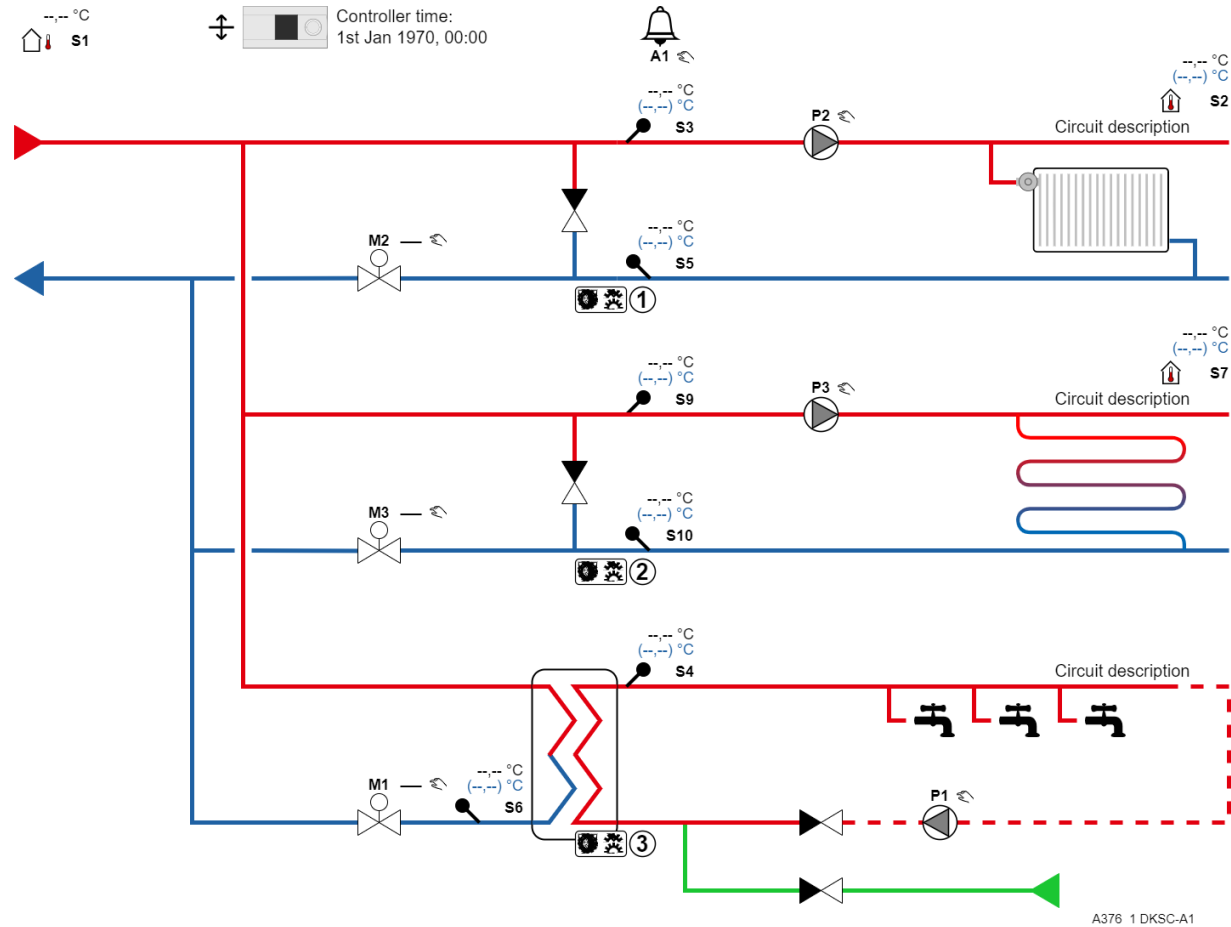 --,-- °C
S1
Controller time:
1st Jan 1970, 00:00
A1
--,-- °C
(--,--) °C
S2
--,-- °C
(--,--) °C
S3
P2
Circuit description
M2
--,-- °C
(--,--) °C
S5
1
--,-- °C
(--,--) °C
S7
--,-- °C
(--,--) °C
S9
P3
Circuit description
M3
--,-- °C
(--,--) °C
S10
2
--,-- °C
(--,--) °C
S4
Circuit description
M1
--,-- °C
(--,--) °C
S6
P1
3
A376 1 DKSC-A1